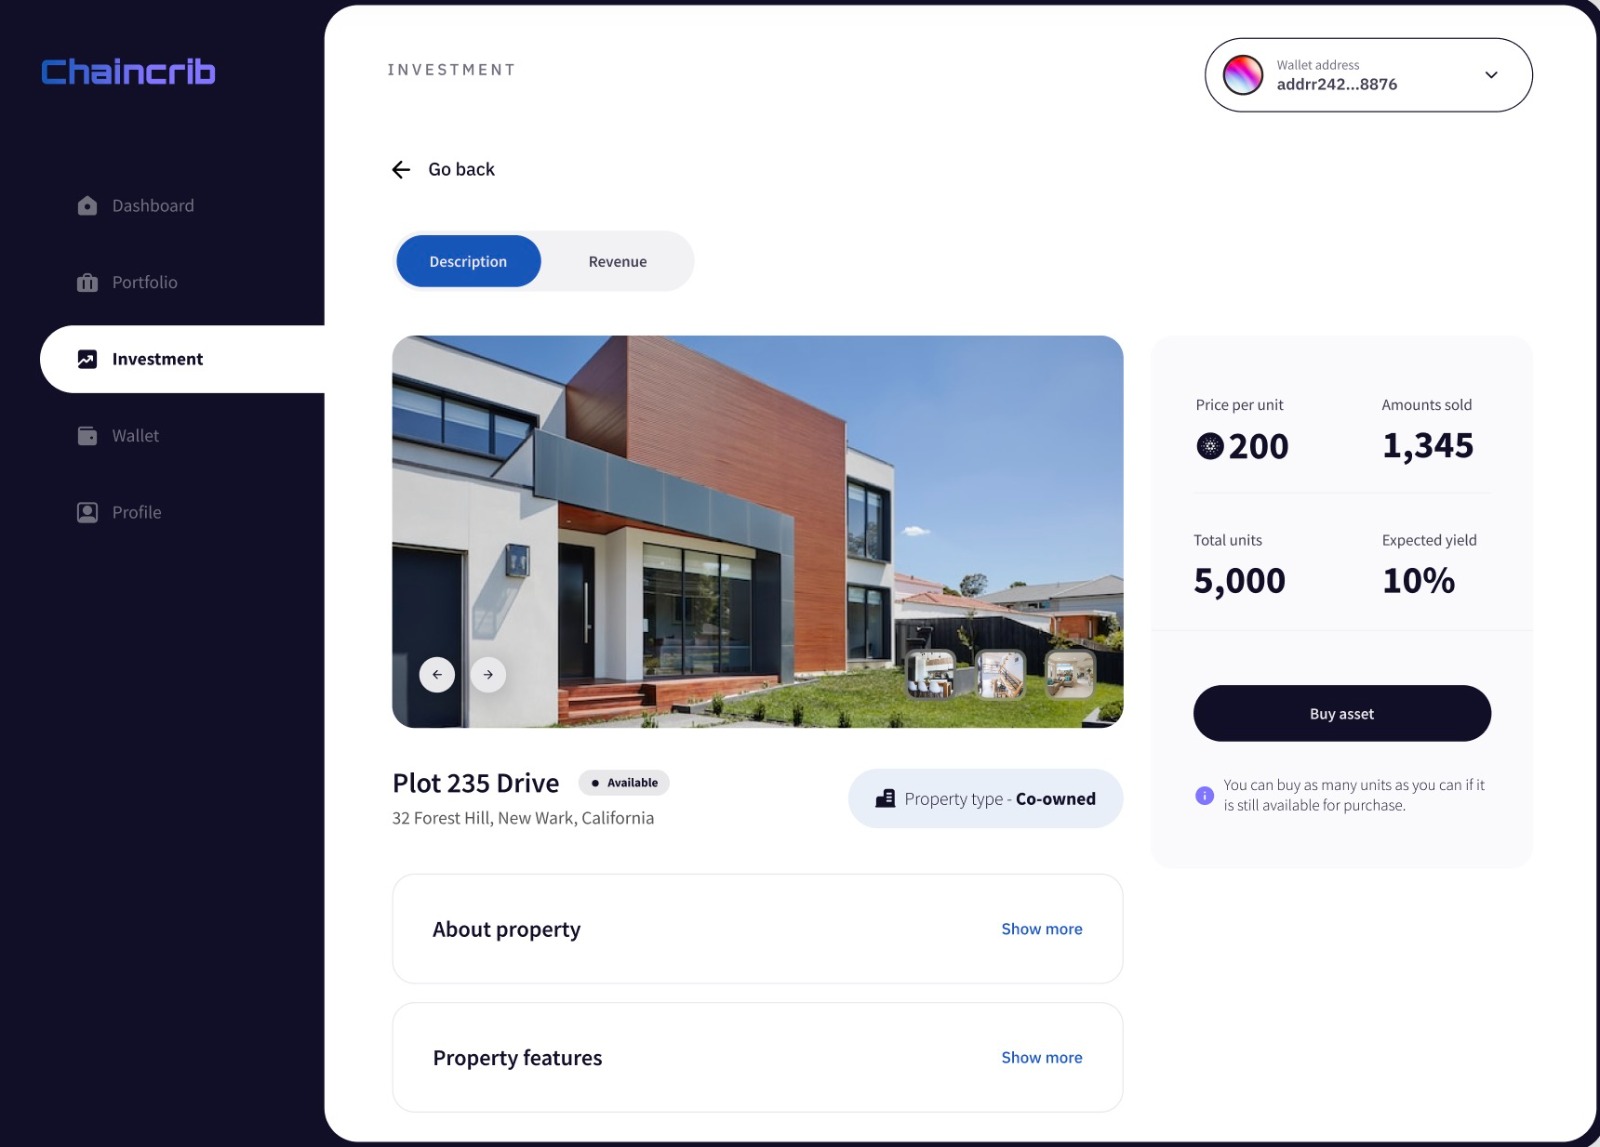 Chaincrib
Dashboard
Portfolio
Investment
Wallet
Profile
INVESTMENT
Wallet address
addrr242...8876
Go back
Description
Revenue
Price per unit
200
Amounts sold
1,345
Total units
5,000
Expected yield
10%
Buy asset
You can buy as many units as you can if it
is still available for purchase.
Plot 235 Drive
Available
32 Forest Hill, New Wark, California
Property type - Co-owned
About property
Show more
Property features
Show more